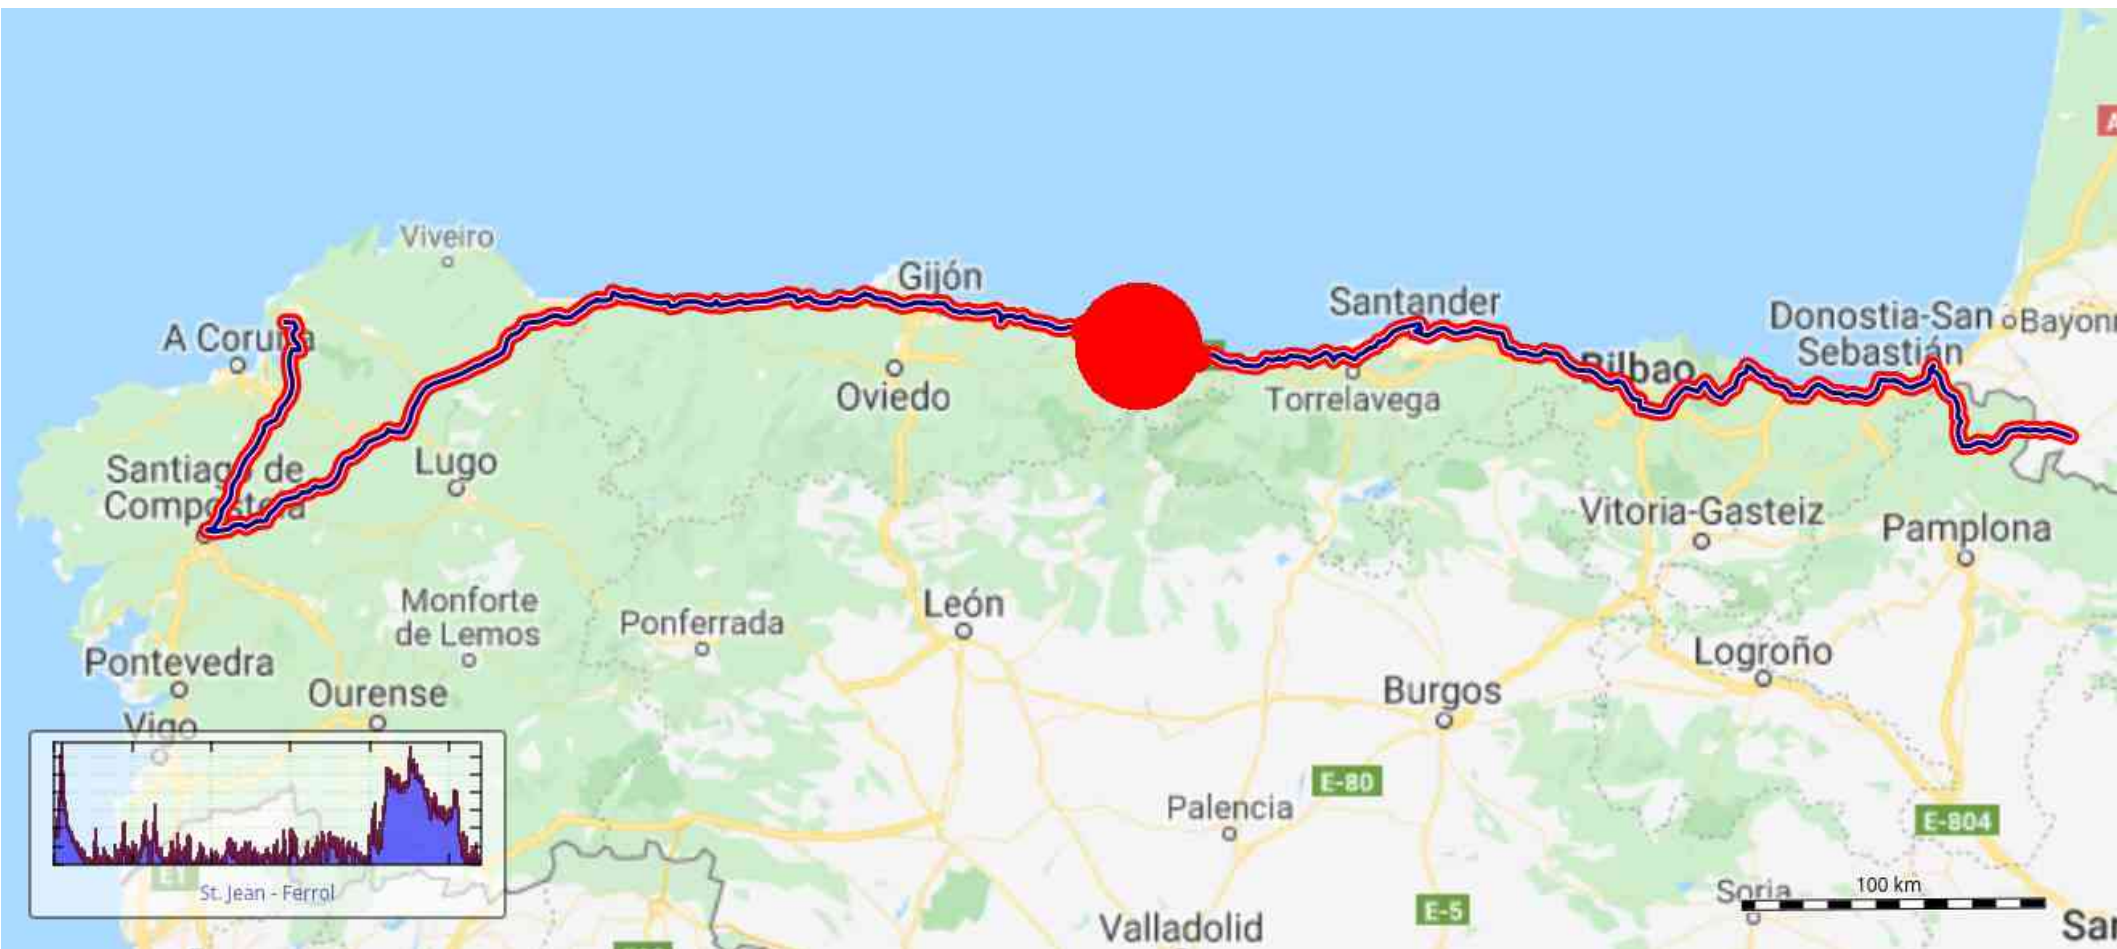 Viveiro
Gijón
Santander
Donostia-San
Sebastián
A Coruña
Bilbao
Oviedo
Torrelavega
Santiago de
Compostela
Lugo
Vitoria-Gasteiz
Pamplona
Monforte
de Lemos
Ponferrada
León
Pontevedra
Ourense
Logroño
Burgos
Vigo
E-80
Palencia
E-804
St. Jean - Ferrol
Soria
100 km
E-5
Valladolid